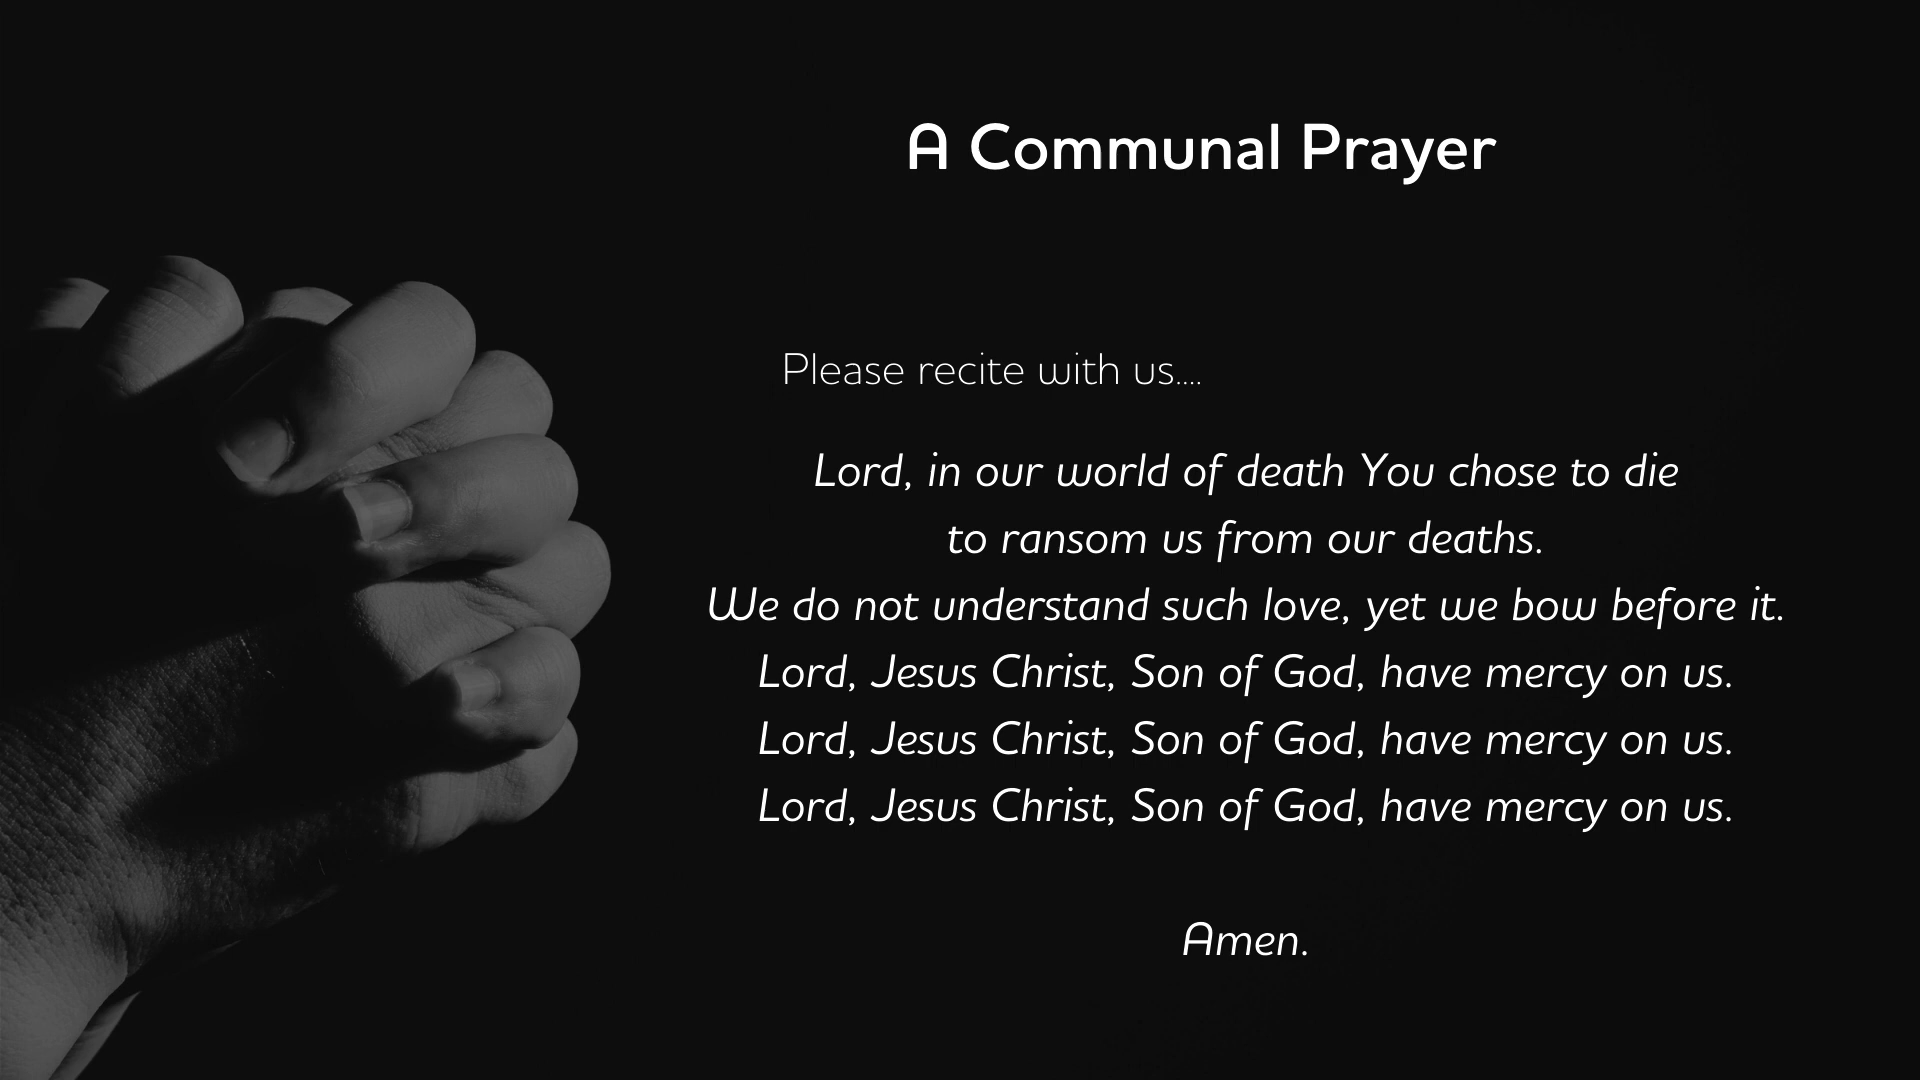 A Communal Prayer
Please recite with us....
Lord, in our world of death You chose to die
to ransom us from our deaths.
We do not understand such love, yet we bow before it.
Lord, Jesus Christ, Son of God, have mercy on us.
Lord, Jesus Christ, Son of God, have mercy on us.
Lord, Jesus Christ, Son of God, have mercy on us.
Amen.